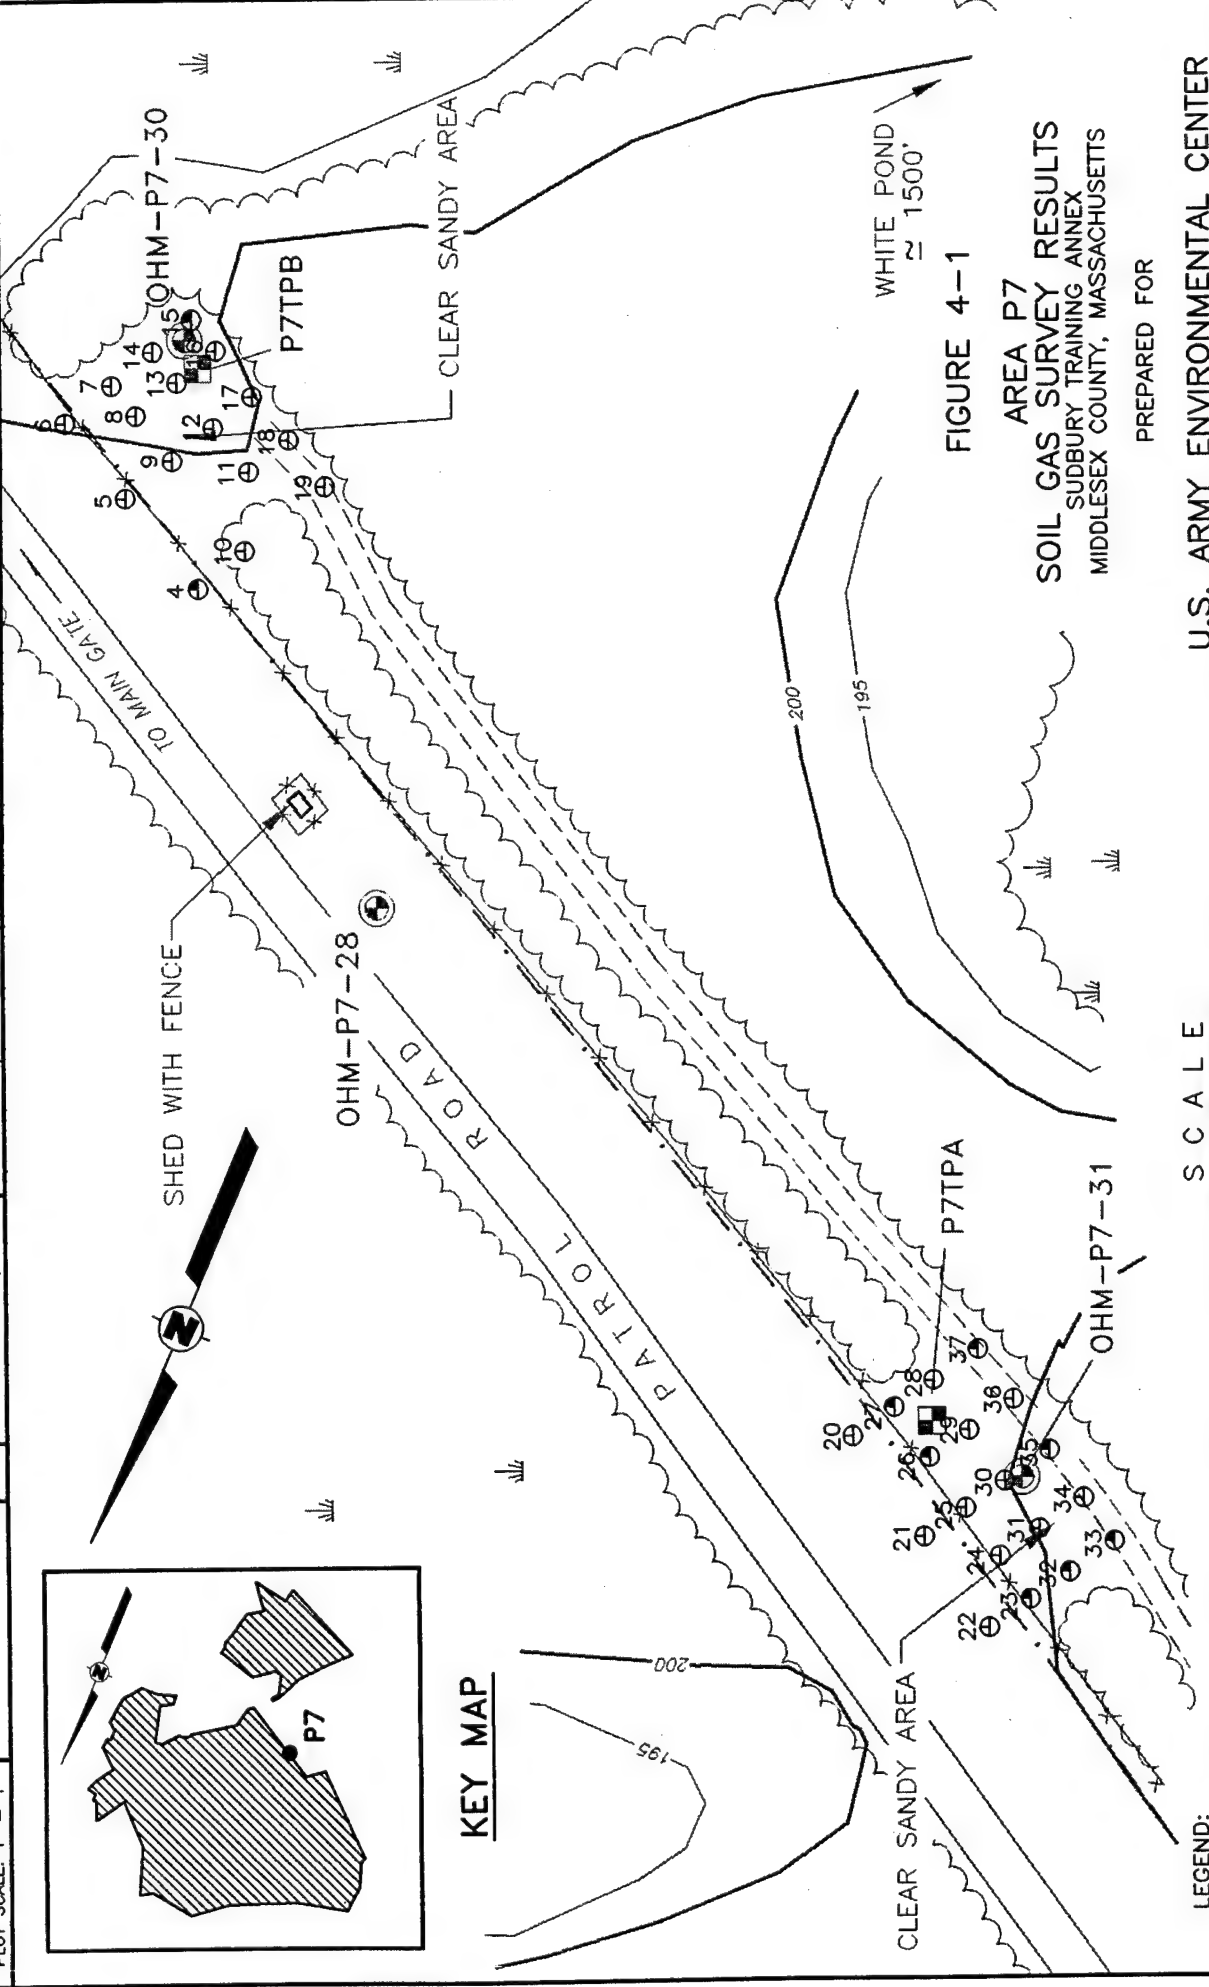 OHM-P7-30
CLEAR SANDY AREA
P7TPB
15
14
16
7
13
17
8
12
6
18
9
11
5
19
10
4
TO MAIN GATE
SHED WITH FENCE
OHM-P7-28
PATROL ROAD
WHITE POND
≃ 1500'
200
195
P7TPA
OHM-P7-31
37
28
36
27
20
29
35
26
30
34
25
21
31
33
24
32
23
22
CLEAR SANDY AREA
200
195
N
N
P7
KEY MAP
FIGURE 4-1
AREA P7
SOIL GAS SURVEY RESULTS
SUDBURY TRAINING ANNEX
MIDDLESEX COUNTY, MASSACHUSETTS
PREPARED FOR
U.S. ARMY ENVIRONMENTAL CENTER
SCALE
LEGEND: